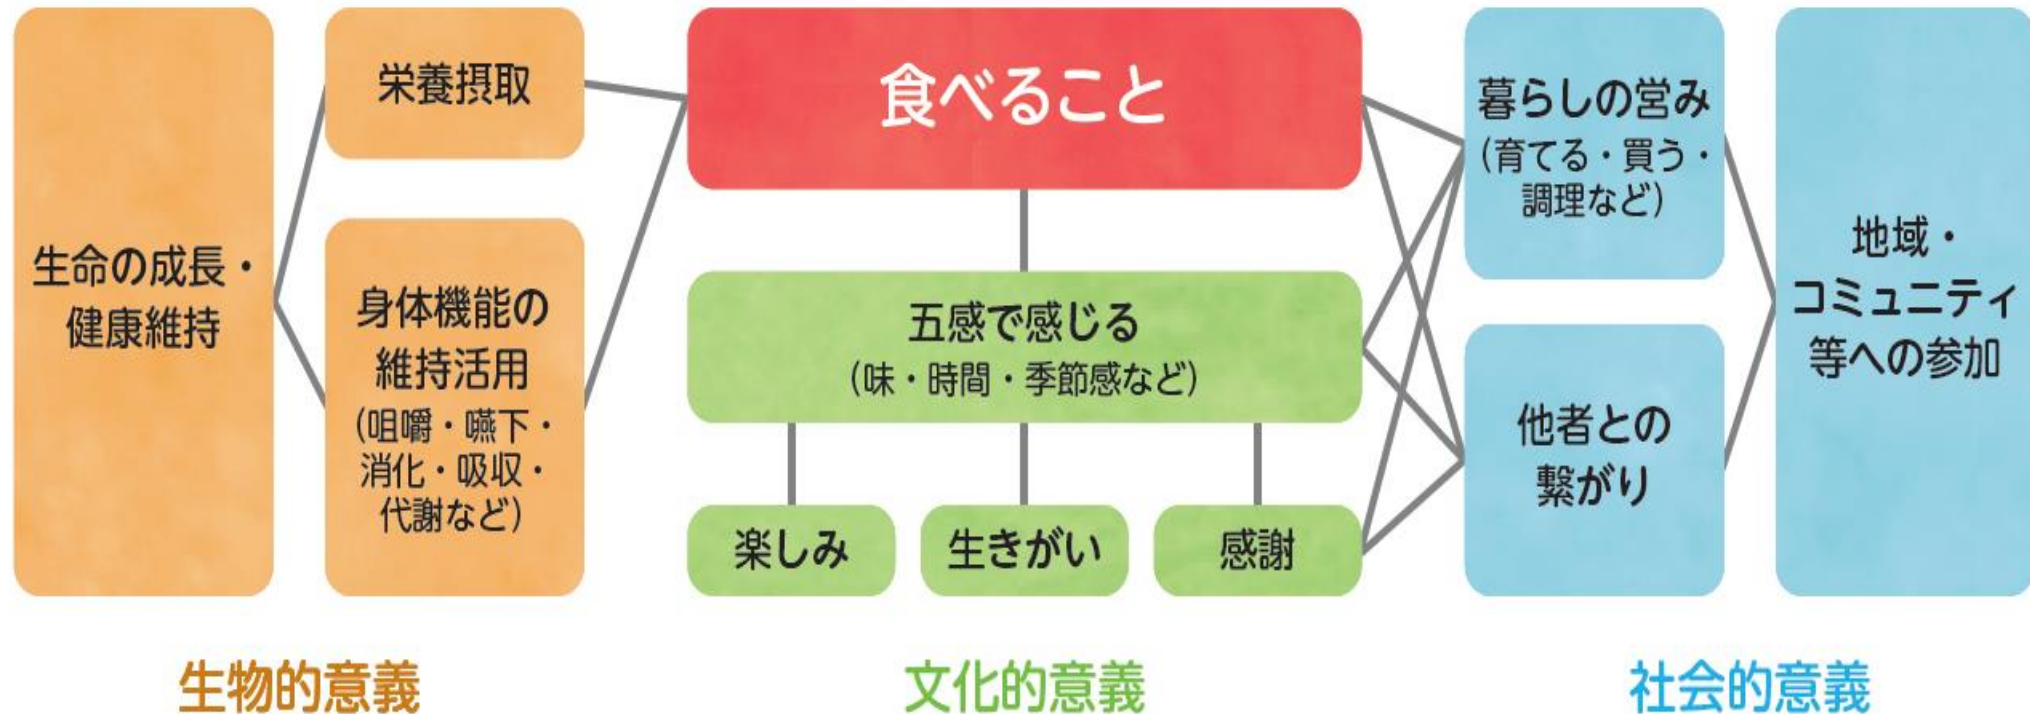 生命の成長・
健康維持
栄養摂取
身体機能の
維持活用
(咀嚼・嚥下・
消化・吸収・
代謝など)
食べること
五感で感じる
(味・時間・季節感など)
楽しみ
生きがい
感謝
暮らしの営み
(育てる・買う・
調理など)
他者との
繋がり
地域・
コミュニティ
等への参加
生物的意義
文化的意義
社会的意義